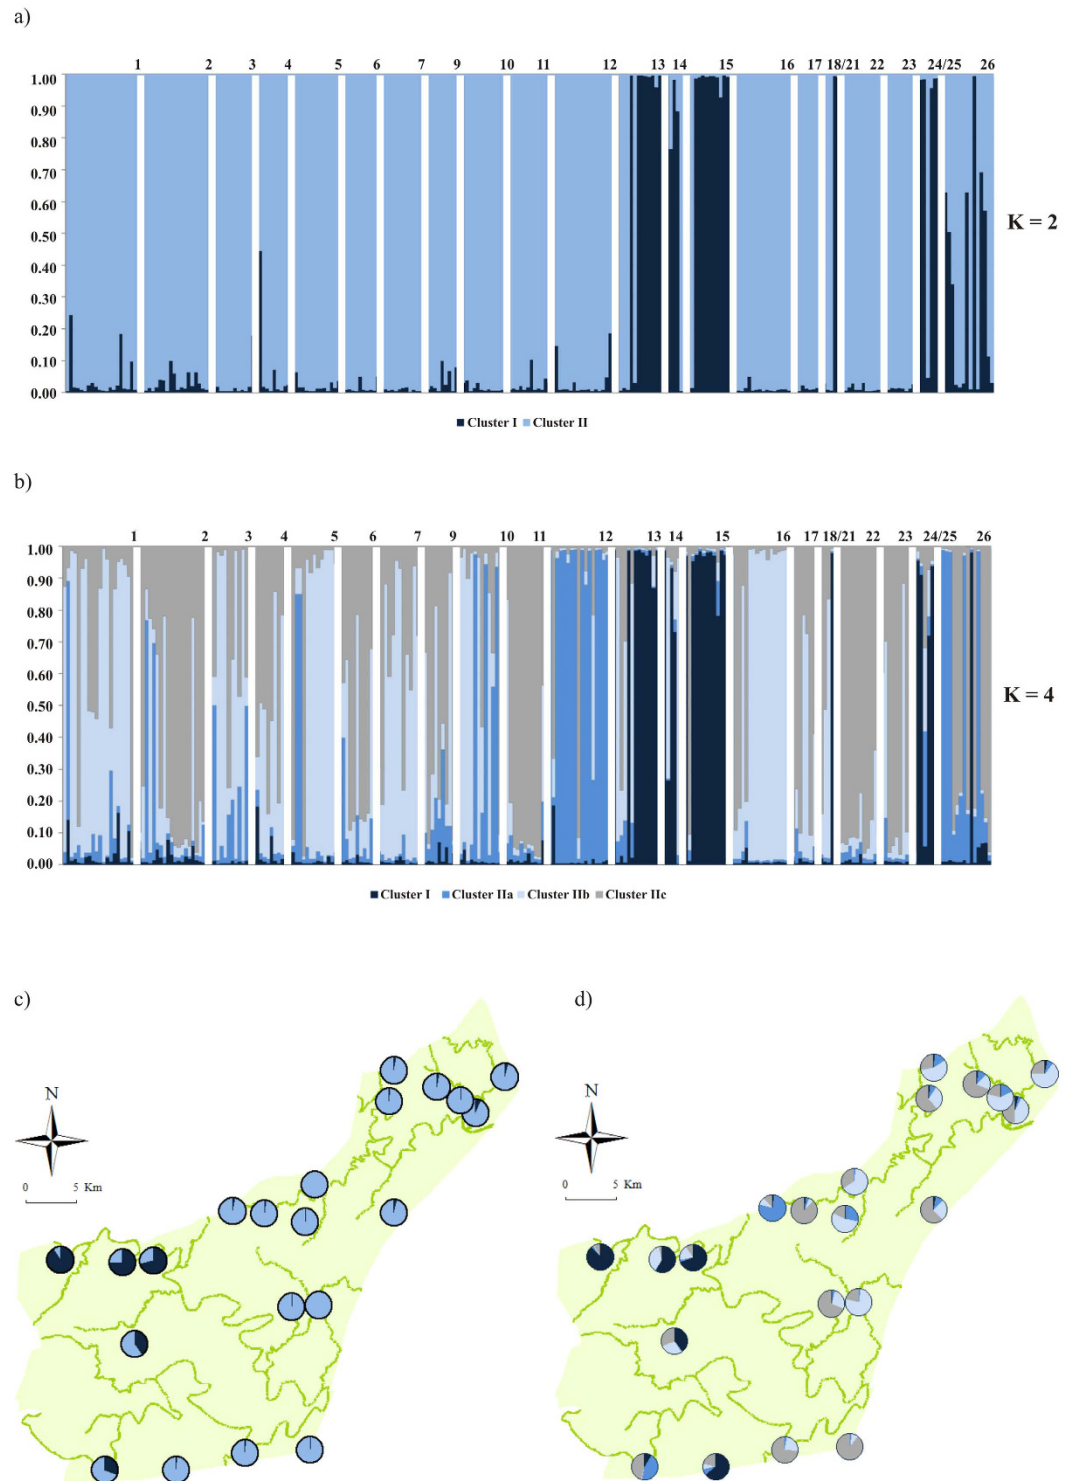 a)
1 2 3 4 5 6 7 9 10 11 12 13 14 15 16 17 18/21 22 23 24/25 26
1.00
0.90
0.80
0.70
0.60
0.50
0.40
0.30
0.20
0.10
0.00
K = 2
Cluster I Cluster II
b)
1 2 3 4 5 6 7 9 10 11 12 13 14 15 16 17 18/21 22 23 24/25 26
1.00
0.90
0.80
0.70
0.60
0.50
0.40
0.30
0.20
0.10
0.00
K = 4
Cluster I Cluster IIa Cluster IIb Cluster IIc
c)
N
0 5 Km
d)
N
0 5 Km